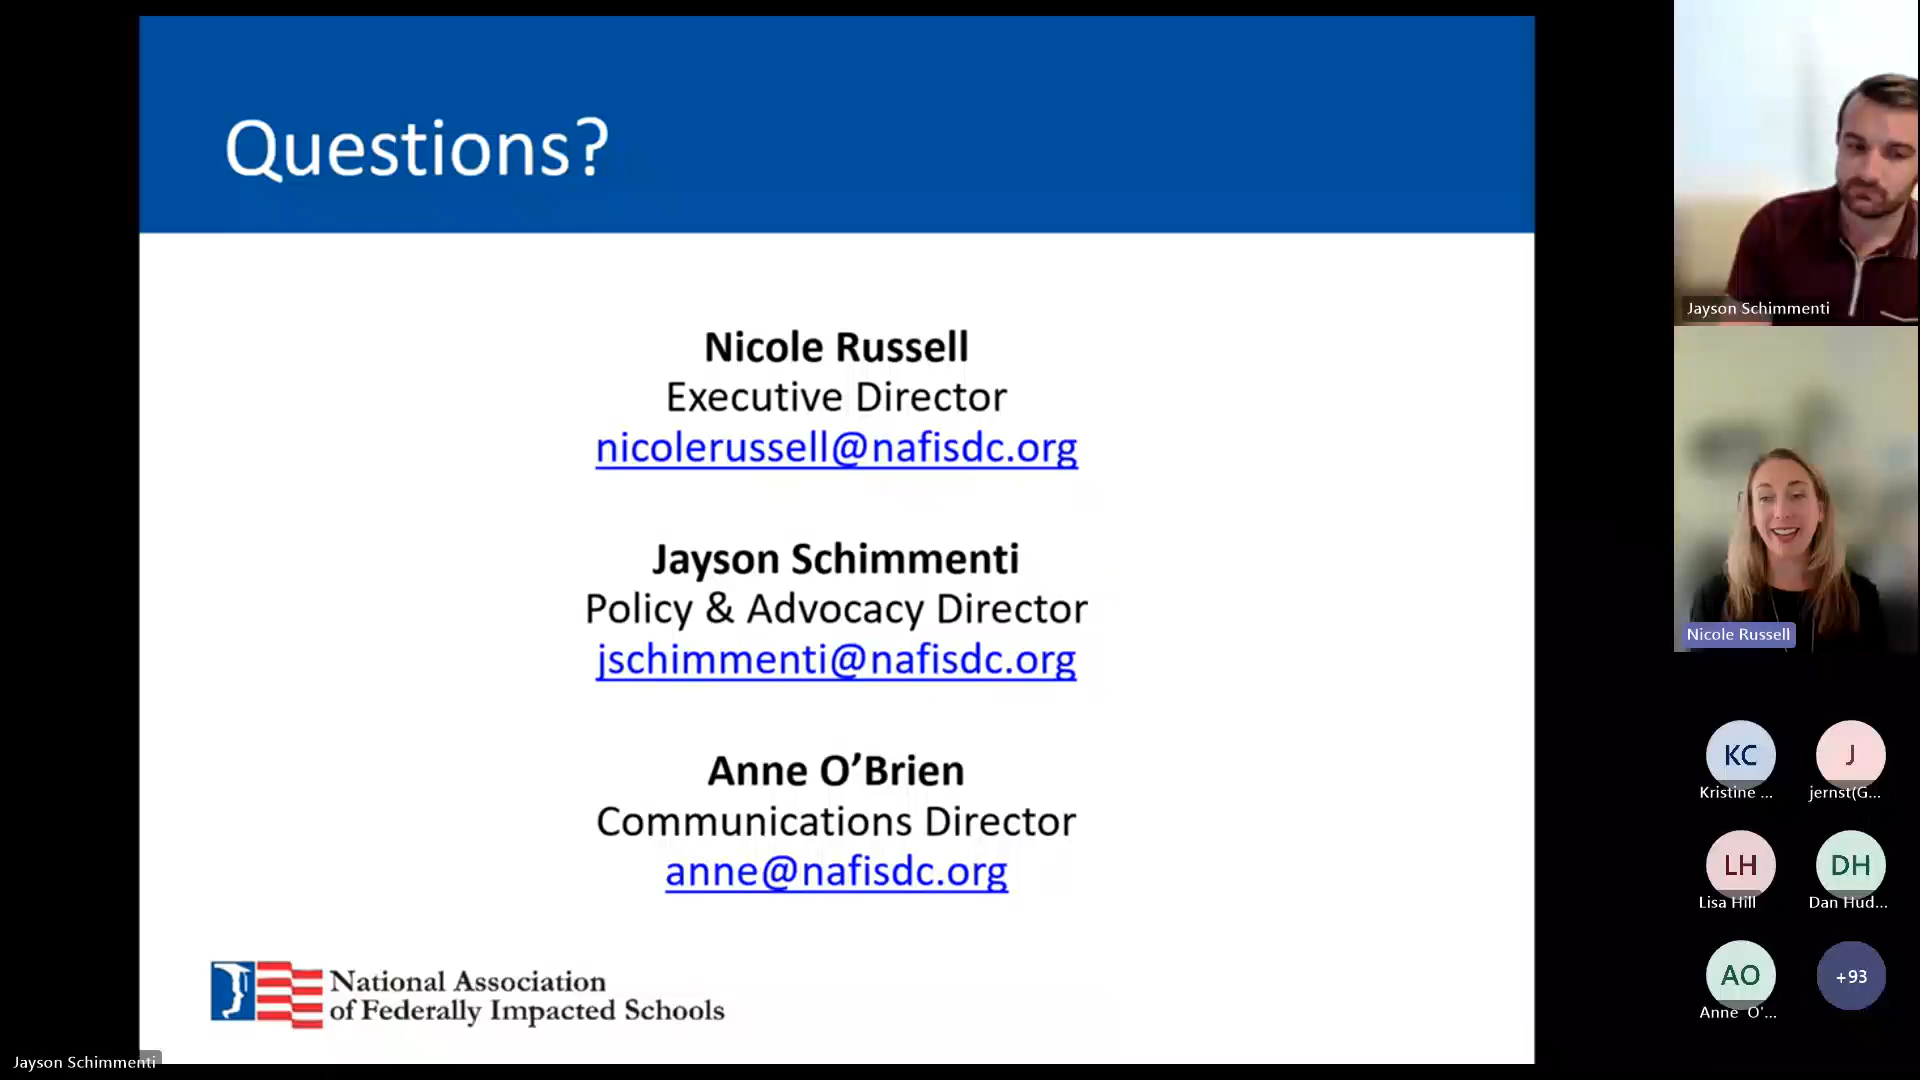 Questions?
Nicole Russell
Executive Director
nicolerussell@nafisdc.org
Jayson Schimmenti
Policy & Advocacy Director
jschimmenti@nafisdc.org
Anne O’Brien
Communications Director
anne@nafisdc.org
National Association
of Federally Impacted Schools
Jayson Schimmenti
Jayson Schimmenti
Nicole Russell
KC
Kristine ...
J
jernst(G...
LH
Lisa Hill
DH
Dan Hud...
AO
Anne O'...
+93